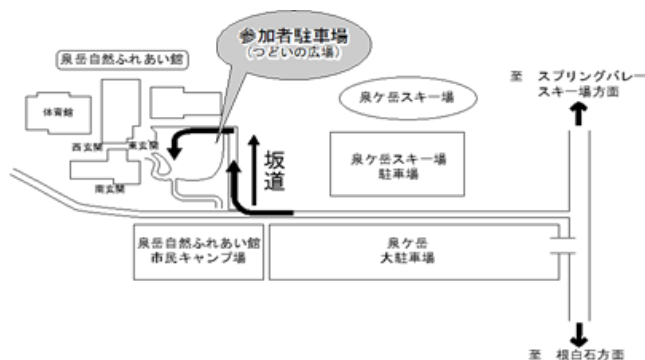 参加者駐車場
(つどいの広場)
泉岳自然ふれあい館
至 スプリングバレー
スキー場方面
泉ケ岳スキー場
体育館
西玄関
東玄関
南玄関
坂道
泉ケ岳スキー場
駐車場
泉岳自然ふれあい館
市民キャンプ場
泉ケ岳
大駐車場
至 根白石方面